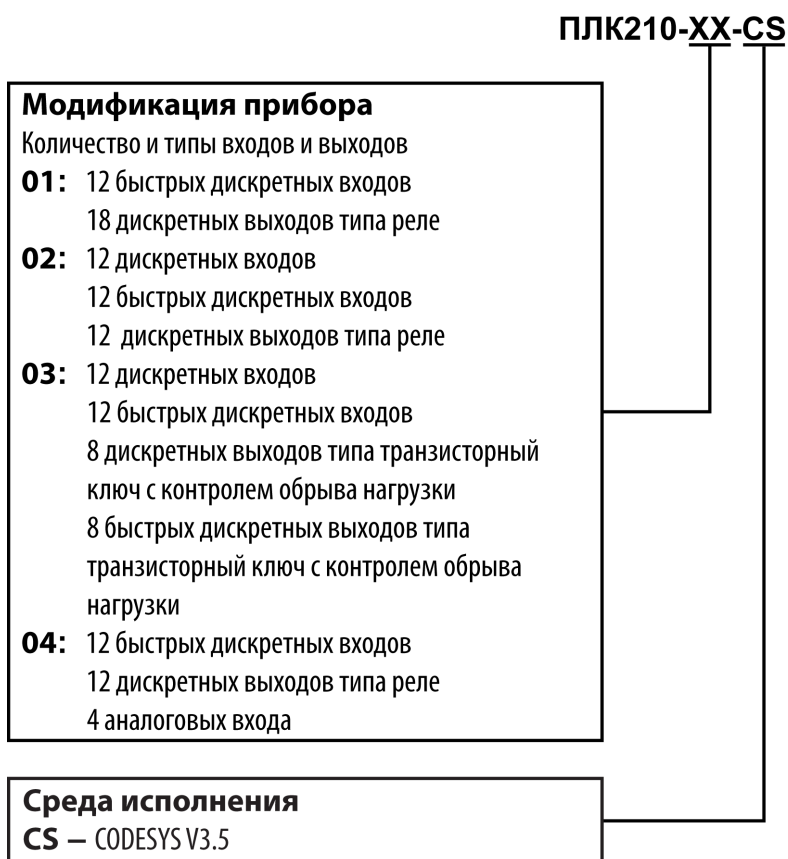 ПЛК210-XX-CS
Модификация прибора
Количество и типы входов и выходов
01: 12 быстрых дискретных входов
18 дискретных выходов типа реле
02: 12 дискретных входов
12 быстрых дискретных входов
12 дискретных выходов типа реле
03: 12 дискретных входов
12 быстрых дискретных входов
8 дискретных выходов типа транзисторный
ключ с контролем обрыва нагрузки
8 быстрых дискретных выходов типа
транзисторный ключ с контролем обрыва
нагрузки
04: 12 быстрых дискретных входов
12 дискретных выходов типа реле
4 аналоговых входа
Среда исполнения
CS – CODESYS V3.5